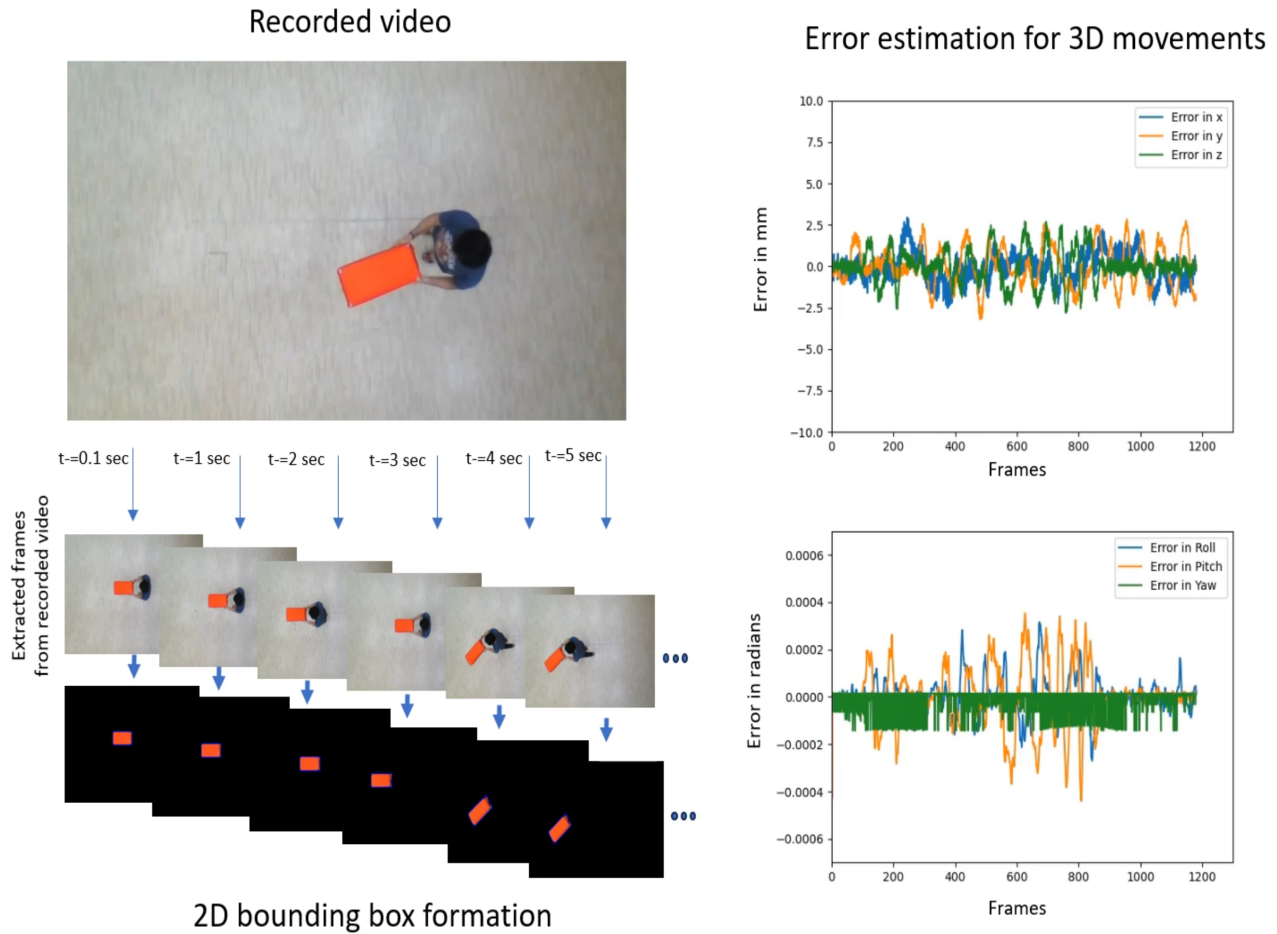 Recorded video
t-=0.1 sec
t-=1 sec
t-=2 sec
t-=3 sec
t-=4 sec
t-=5 sec
Extracted frames
from recorded video
2D bounding box formation
Error estimation for 3D movements
Error in mm
10.0
7.5
5.0
2.5
0.0
−2.5
−5.0
−7.5
−10.0
Error in x
Error in y
Error in z
0
200
400
600
800
1000
1200
Frames
Error in radians
0.0006
0.0004
0.0002
0.0000
−0.0002
−0.0004
−0.0006
Error in Roll
Error in Pitch
Error in Yaw
0
200
400
600
800
1000
1200
Frames